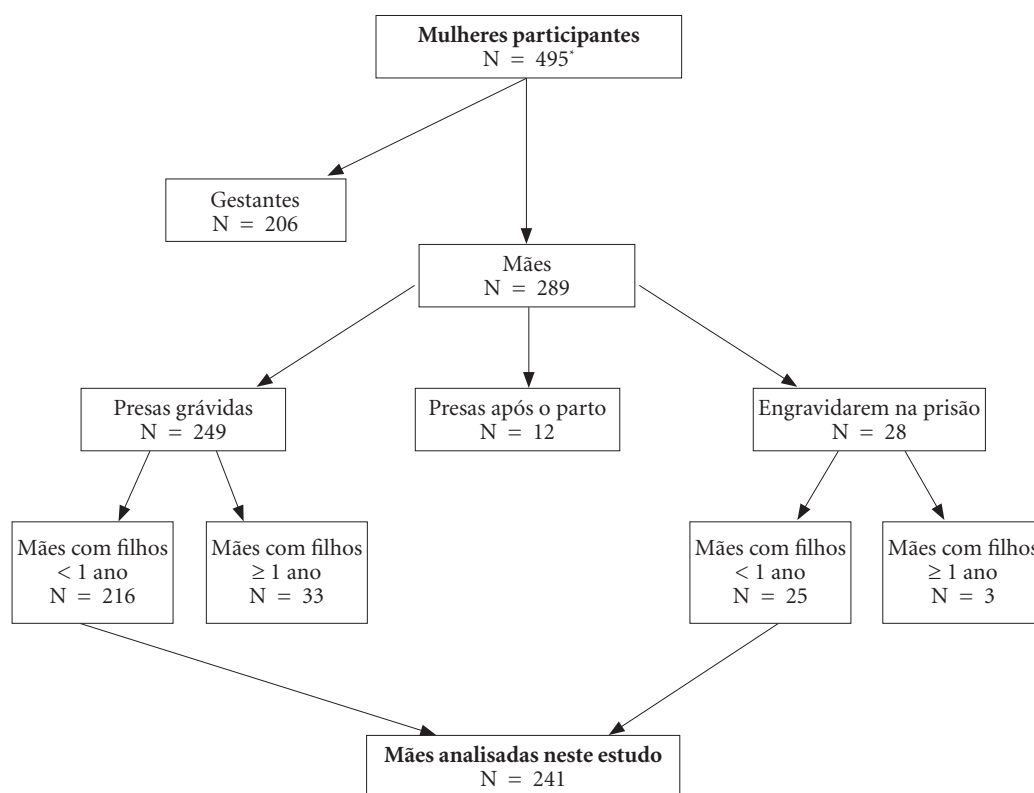 Mulheres participantes
N = 495*
Gestantes
N = 206
Mães
N = 289
Presas grávidas
N = 249
Presas após o parto
N = 12
Engravidarem na prisão
N = 28
Mães com filhos
< 1 ano
N = 216
Mães com filhos
≥ 1 ano
N = 33
Mães com filhos
< 1 ano
N = 25
Mães com filhos
≥ 1 ano
N = 3
Mães analisadas neste estudo
N = 241